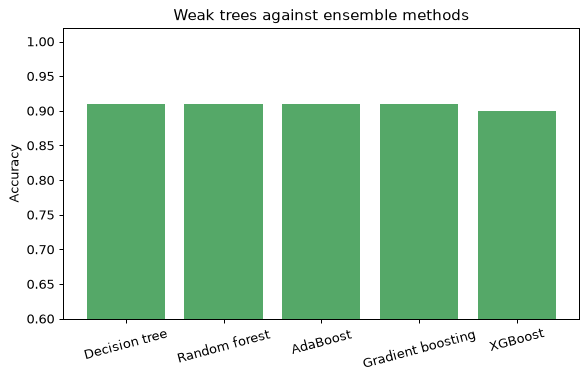 Weak trees against ensemble methods
1.00
0.95
0.90
0.85
0.80
0.75
0.70
0.65
0.60
Accuracy
Decision tree
Random forest
AdaBoost
Gradient boosting
XGBoost